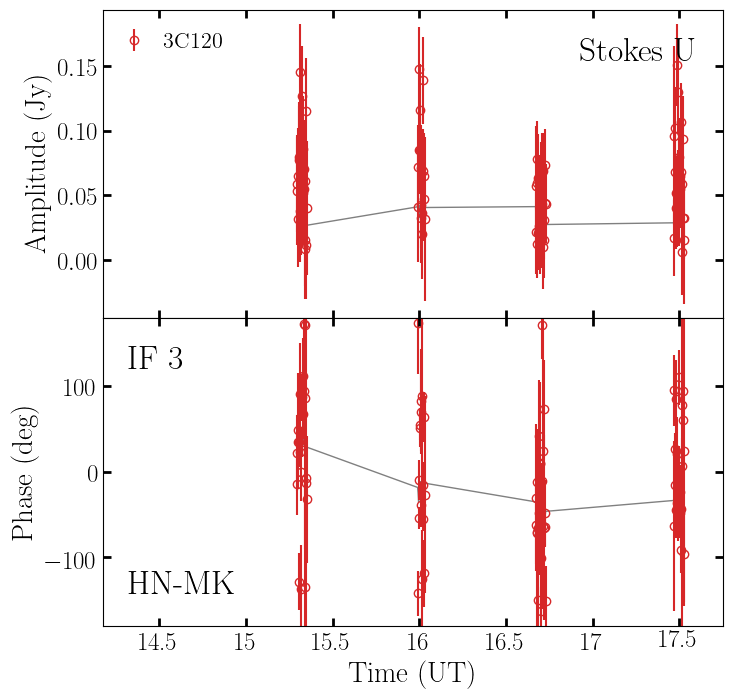 3C120
Stokes U
0.15
0.10
0.05
0.00
Amplitude (Jy)
IF 3
100
0
−100
Phase (deg)
HN-MK
14.5 15 15.5 16 16.5 17 17.5
Time (UT)